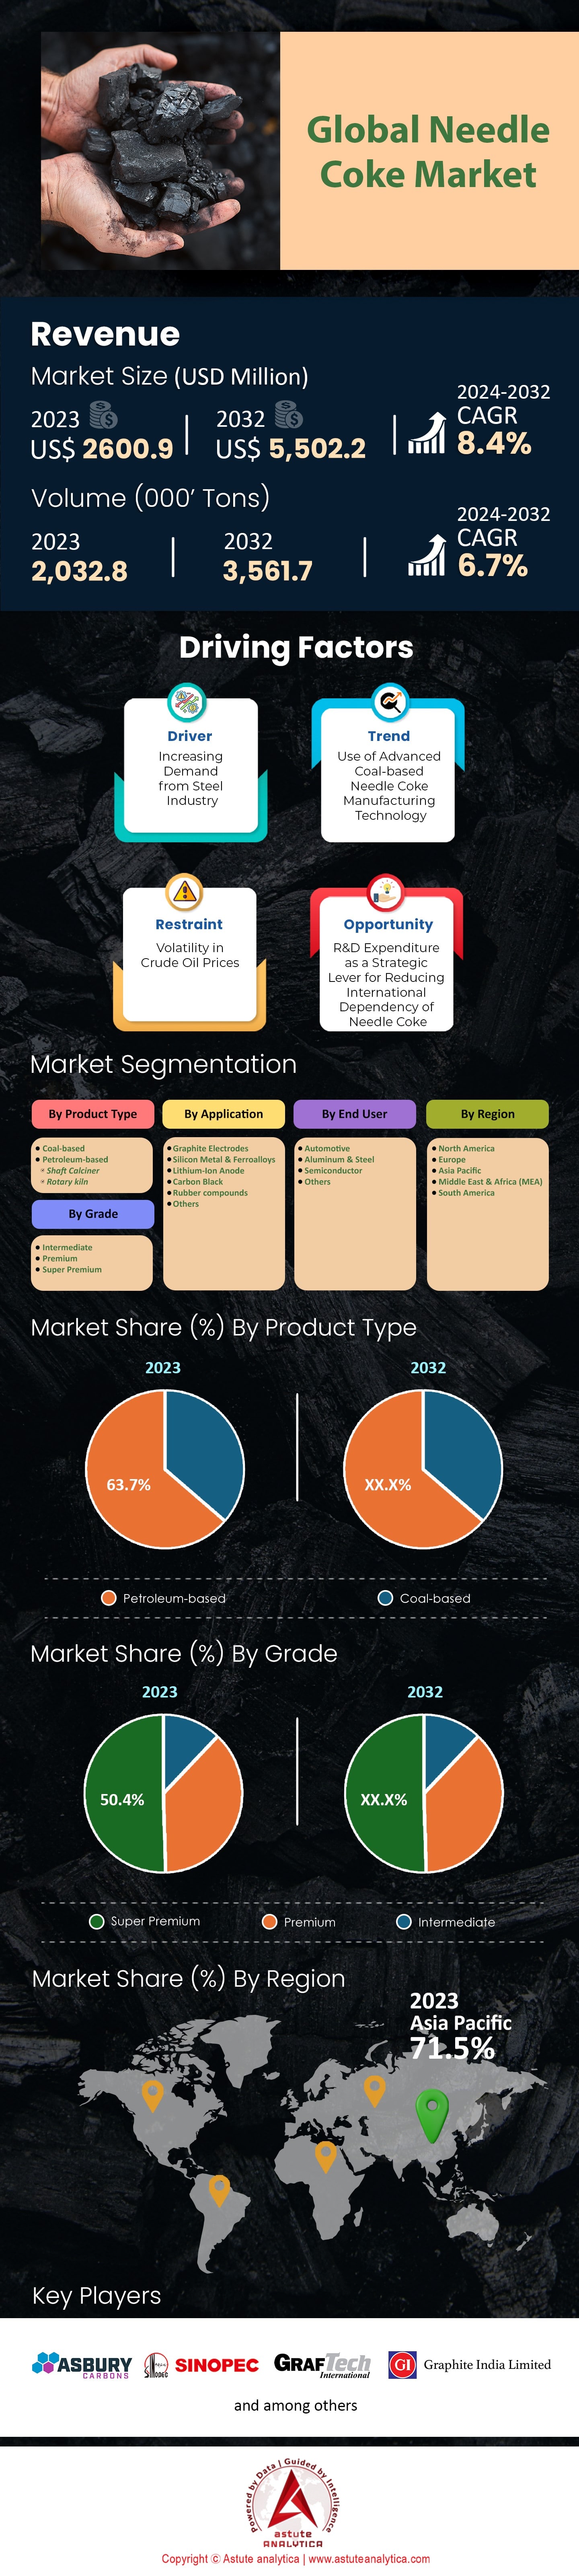 Global Needle
Coke Market
Revenue
Market Size (USD Million)
2023
US$ 2600.9
2032
US$ 5,502.2
2024-2032
CAGR
8.4%
Volume (000’ Tons)
2023
2,032.8
2032
3,561.7
2024-2032
CAGR
6.7%
Driving Factors
Driver
Increasing
Demand
from Steel
Industry
Trend
Use of Advanced
Coal-based
Needle Coke
Manufacturing
Technology
Restraint
Volatility in
Crude Oil Prices
Opportunity
R&D Expenditure
as a Strategic
Lever for Reducing
International
Dependency of
Needle Coke
Market Segmentation
By Product Type
Coal-based
Petroleum-based
Shaft Calciner
Rotary kiln
By Grade
Intermediate
Premium
Super Premium
By Application
Graphite Electrodes
Silicon Metal & Ferroalloys
Lithium-Ion Anode
Carbon Black
Rubber compounds
Others
By End User
Automotive
Aluminum & Steel
Semiconductor
Others
By Region
North America
Europe
Asia Pacific
Middle East & Africa (MEA)
South America
Market Share (%) By Product Type
2023
63.7%
2032
XX.X%
Petroleum-based
Coal-based
Market Share (%) By Grade
2023
50.4%
2032
XX.X%
Super Premium
Premium
Intermediate
Market Share (%) By Region
2023
Asia Pacific
71.5%
Key Players
ASBURY
CARBONS
SINOPEC
GRAFTech
International
GI
Graphite India Limited
and among others
Powered by Data | Guided by Intelligence
astute
ANALYTICA
Copyright © Astute analytica | www.astuteanalytica.com